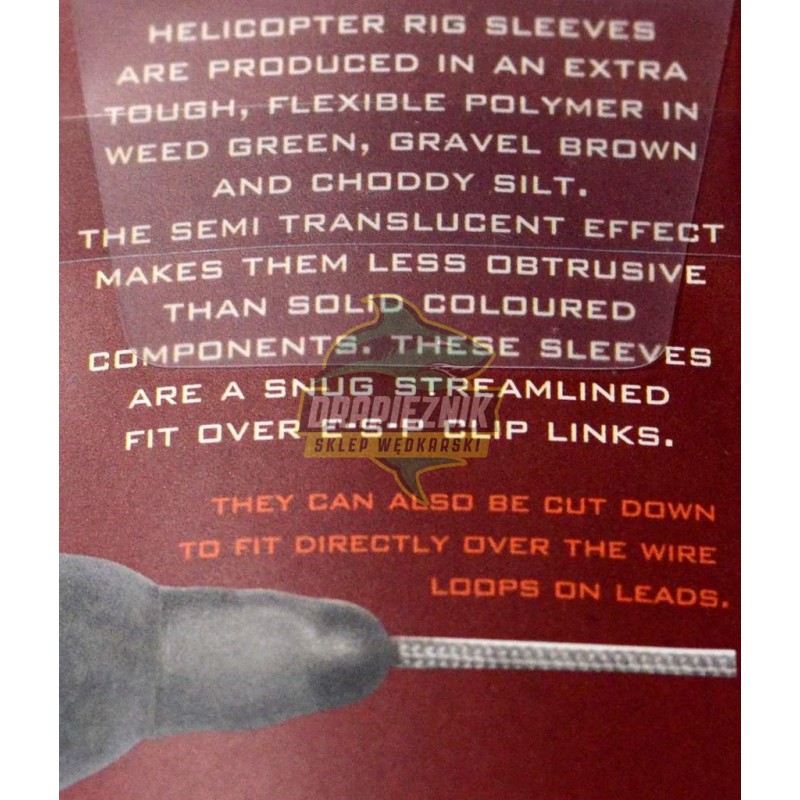 HELICOPTER RIG SLEEVES
ARE PRODUCED IN AN EXTRA
TOUGH, FLEXIBLE POLYMER IN
WEED GREEN, GRAVEL BROWN
AND CHODDY SILT.
THE SEMI TRANSLUCENT EFFECT
MAKES THEM LESS OBTRUSIVE
THAN SOLID COLOURED
COMPONENTS. THESE SLEEVES
ARE A SNUG STREAMLINED
DRAPIEZNIK
FIT OVER E-S-P CLIP LINKS.
SKLEP WĘDKARSKI
THEY CAN ALSO BE CUT DOWN
TO FIT DIRECTLY OVER THE WIRE
LOOPS ON LEADS.